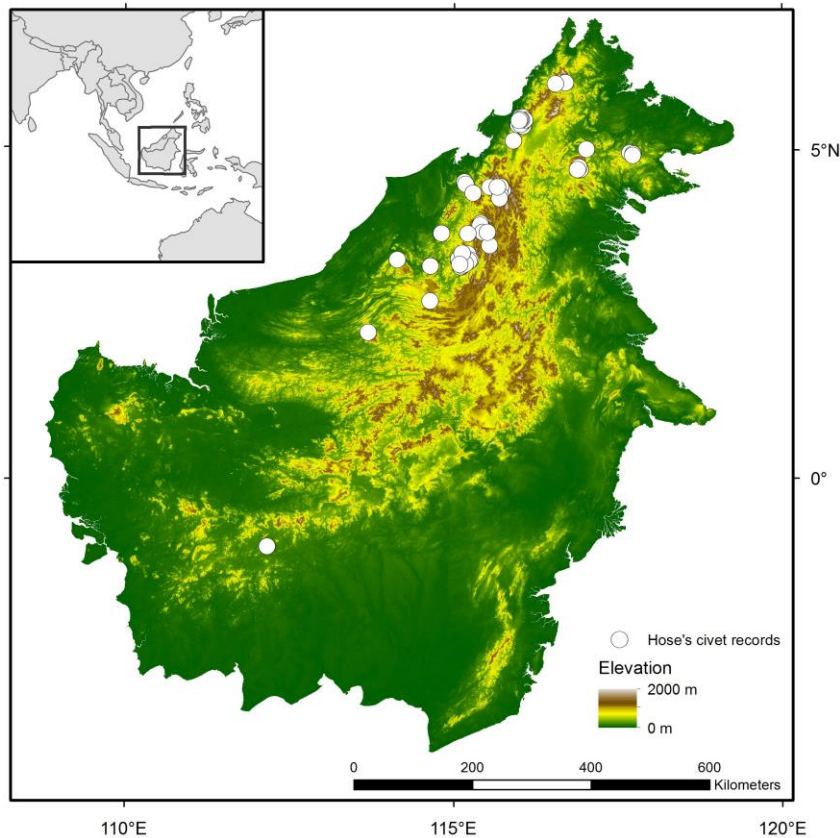 5°N
0°
Hose's civet records
Elevation
2000 m
0 m
0 200 400 600
Kilometers
110°E 115°E 120°E